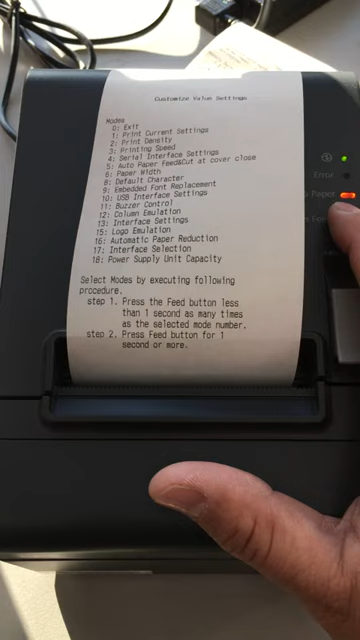 Customize Value Settings
Modes
0: Exit
1: Print Current Settings
2: Print Density
3: Printing Speed
4: Serial Interface Settings
5: Auto Paper Feed&Cut at cover close
6: Paper Width
8: Default Character
9: Embedded Font Replacement
10: USB Interface Settings
11: Buzzer Control
12: Column Emulation
13: Interface Settings
15: Logo Emulation
16: Automatic Paper Reduction
17: Interface Selection
18: Power Supply Unit Capacity
Select Modes by executing following
procedure.
step 1. Press the Feed button less
than 1 second as many times
as the selected mode number.
step 2. Press Feed button for 1
second or more.
Error
Paper